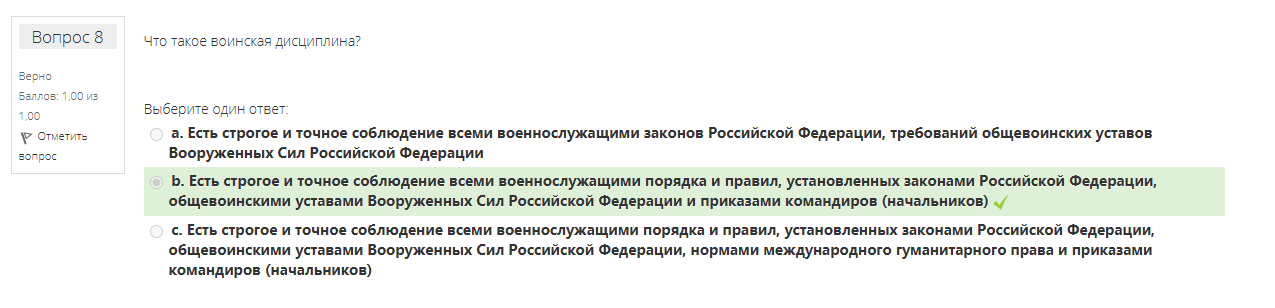 Вопрос 8
Верно
Баллов: 1,00 из
1,00
Отметить
вопрос
Что такое воинская дисциплина?
Выберите один ответ:
a. Есть строгое и точное соблюдение всеми военнослужащими законов Российской Федерации, требований общевоинских уставов
Вооруженных Сил Российской Федерации
b. Есть строгое и точное соблюдение всеми военнослужащими порядка и правил, установленных законами Российской Федерации,
общевоинскими уставами Вооруженных Сил Российской Федерации и приказами командиров (начальников)
c. Есть строгое и точное соблюдение всеми военнослужащими порядка и правил, установленных законами Российской Федерации,
общевоинскими уставами Вооруженных Сил Российской Федерации, нормами международного гуманитарного права и приказами
командиров (начальников)